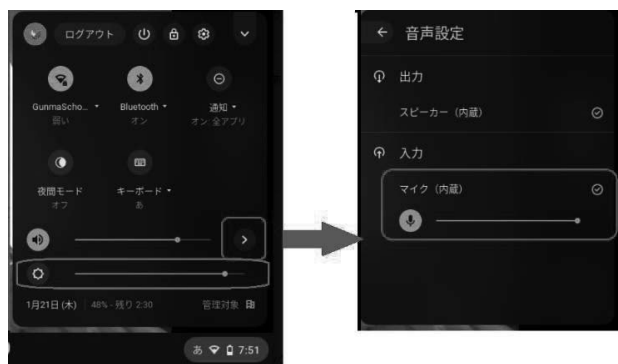 ログアウト
GunmaScho...
弱い
Bluetooth
オン
通知
オン 全アプリ
夜間モード
オフ
キーボード
あ
1月21日 (木)
48% - 残り 2:30
管理対象
あ 7:51
音声設定
出力
スピーカー（内蔵）
入力
マイク（内蔵）